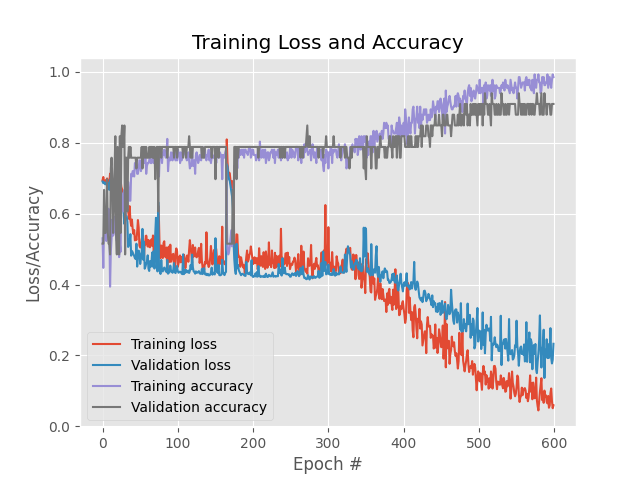 Training Loss and Accuracy
Loss/Accuracy
1.0
0.8
0.6
0.4
0.2
0.0
Training loss
Validation loss
Training accuracy
Validation accuracy
0 100 200 300 400 500 600
Epoch #